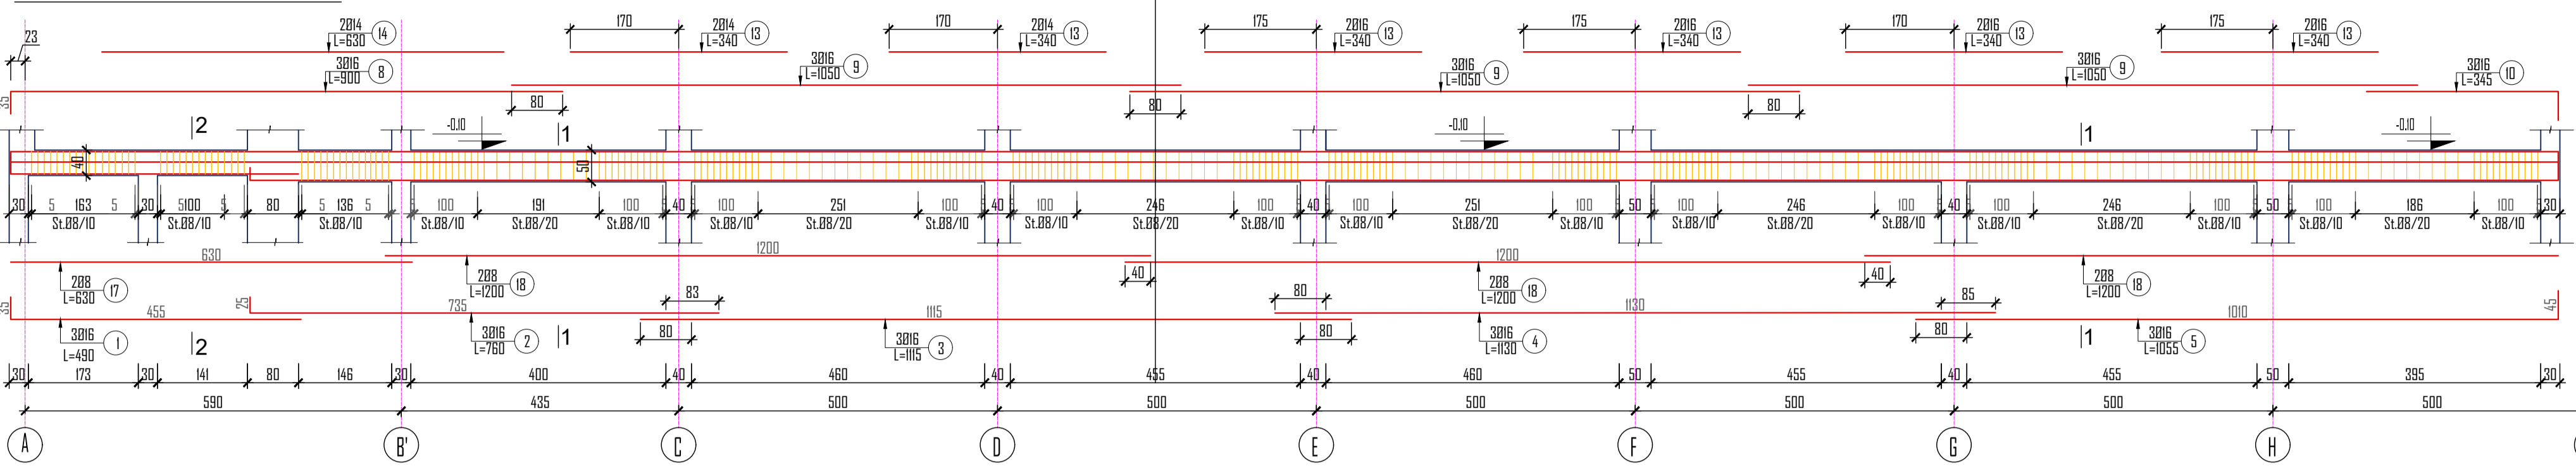 170 170 175 175 170 175
2Ø14 14 2Ø14 13 2Ø14 13 2Ø16 13 2Ø16 13 2Ø16 13 2Ø16 13
L=630 L=340 L=340 L=340 L=340 L=340 L=340
23
3Ø16 8 3Ø16 9 3Ø16 9 3Ø16 9 3Ø16 10
L=900 L=1050 L=1050 L=1050 L=345
35 80 80 80
2 -0.10 1 -0.10 1 -0.10
40 50
30 5 163 5 30 5 100 5 80 5 136 5 5 100 191 100 40 100 251 100 40 100 246 100 40 100 251 100 50 100 246 100 40 100 246 100 50 100 186 100 30
St.Ø8/10 St.Ø8/10 St.Ø8/10 St.Ø8/10 St.Ø8/20 St.Ø8/10 St.Ø8/10 St.Ø8/20 St.Ø8/10 St.Ø8/10 St.Ø8/20 St.Ø8/10 St.Ø8/10 St.Ø8/20 St.Ø8/10 St.Ø8/10 St.Ø8/20 St.Ø8/10 St.Ø8/10 St.Ø8/20 St.Ø8/10 St.Ø8/10 St.Ø8/20 St.Ø8/10
630 1200 1200
2Ø8 17 2Ø8 18 40 2Ø8 18 40 2Ø8 18
L=630 L=1200 L=1200 L=1200
35 455 25 735 83 1115 80 1130 85 1010 45
3Ø16 1 3Ø16 2 1 80 3Ø16 3 80 3Ø16 4 80 1 3Ø16 5
L=490 2 L=760 L=1115 L=1130 L=1055
30 173 30 141 80 146 30 400 40 460 40 455 40 460 50 455 40 455 50 395 30
590 435 500 500 500 500 500 500
A B' C D E F G H